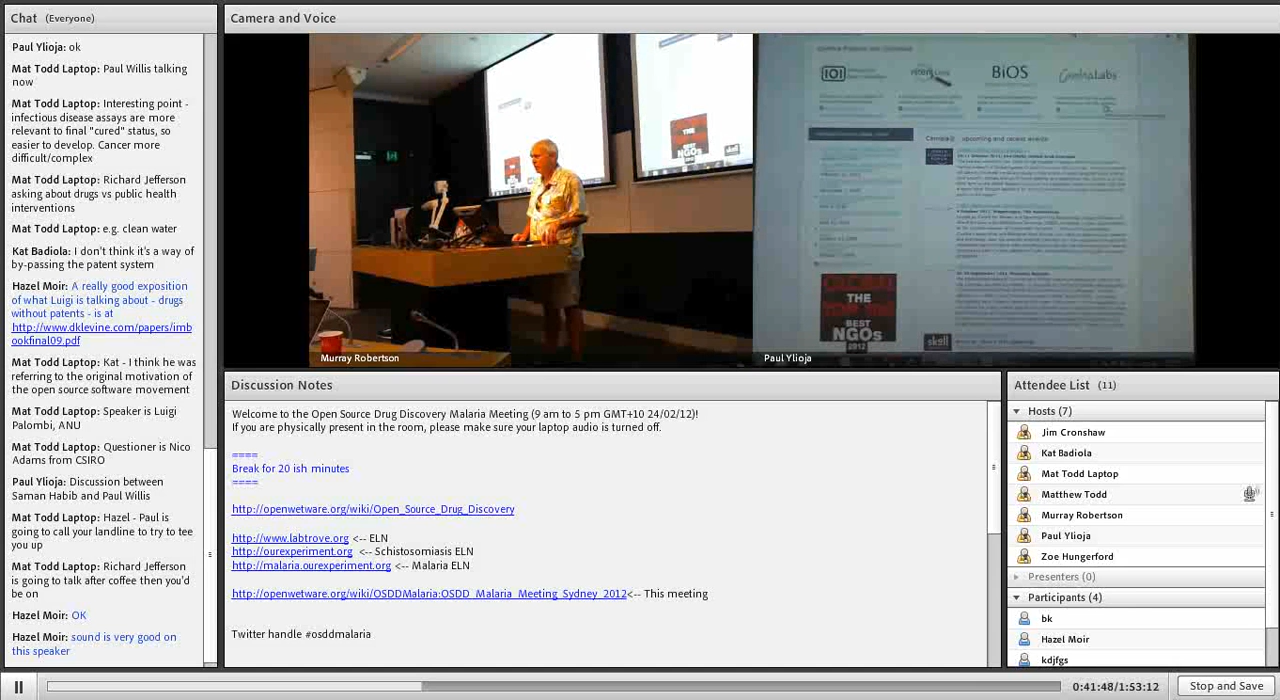 Chat (Everyone)
Paul Ylioja: ok
Mat Todd Laptop: Paul Willis talking
now
Mat Todd Laptop: Interesting point -
infectious disease assays are more
relevant to final "cured" status, so
easier to develop. Cancer more
difficult/complex
Mat Todd Laptop: Richard Jefferson
asking about drugs vs public health
interventions
Mat Todd Laptop: e.g. clean water
Kat Badiola: I don't think it's a way of
by-passing the patent system
Hazel Moir: A really good exposition
of what Luigi is talking about - drugs
without patents - is at
http://www.dklevine.com/papers/imb
ookfinal09.pdf
Mat Todd Laptop: Kat - I think he was
referring to the original motivation of
the open source software movement
Mat Todd Laptop: Speaker is Luigi
Palombi, ANU
Mat Todd Laptop: Questioner is Nico
Adams from CSIRO
Paul Ylioja: Discussion between
Saman Habib and Paul Willis
Mat Todd Laptop: Hazel - Paul is
going to call your landline to try to tee
you up
Mat Todd Laptop: Richard Jefferson
is going to talk after coffee then you'd
be on
Hazel Moir: OK
Hazel Moir: sound is very good on
this speaker
Camera and Voice
BEST
NGOs
Murray Robertson
BiOS
CambiaLabs
upcoming and recent events
THE
BEST
NGOs
2012
skoll
Paul Ylioja
Discussion Notes
Welcome to the Open Source Drug Discovery Malaria Meeting (9 am to 5 pm GMT+10 24/02/12)!
If you are physically present in the room, please make sure your laptop audio is turned off.
====
Break for 20 ish minutes
====
http://openwetware.org/wiki/Open_Source_Drug_Discovery
http://www.labtrove.org <-- ELN
http://ourexperiment.org <-- Schistosomiasis ELN
http://malaria.ourexperiment.org <-- Malaria ELN
http://openwetware.org/wiki/OSDDMalaria:OSDD_Malaria_Meeting_Sydney_2012<-- This meeting
Twitter handle #osddmalaria
Attendee List (11)
Hosts (7)
Jim Cronshaw
Kat Badiola
Mat Todd Laptop
Matthew Todd
Murray Robertson
Paul Ylioja
Zoe Hungerford
Presenters (0)
Participants (4)
bk
Hazel Moir
kdjfgs
0:41:48/1:53:12
Stop and Save